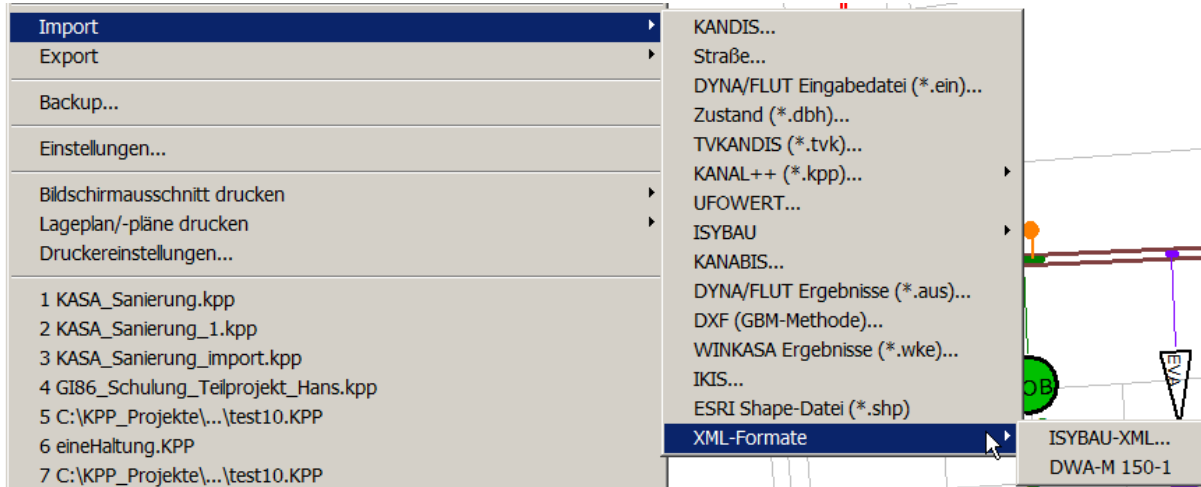 Import
Export
Backup...
Einstellungen...
Bildschirmausschnitt drucken
Lageplan/-pläne drucken
Druckereinstellungen...
1 KASA_Sanierung.kpp
2 KASA_Sanierung_1.kpp
3 KASA_Sanierung_import.kpp
4 GI86_Schulung_Teilprojekt_Hans.kpp
5 C:\KPP_Projekte\...\test10.KPP
6 eineHaltung.KPP
7 C:\KPP_Projekte\...\test10.KPP
KANDIS...
Straße...
DYNA/FLUT Eingabedatei (*.ein)...
Zustand (*.dbh)...
TVKANDIS (*.tvk)...
KANAL++ (*.kpp)...
UFOWERT...
ISYBAU
KANABIS...
DYNA/FLUT Ergebnisse (*.aus)...
DXF (GBM-Methode)...
WINKASA Ergebnisse (*.wke)...
IKIS...
ESRI Shape-Datei (*.shp)
XML-Formate
ISYBAU-XML...
DWA-M 150-1
OB
EVA